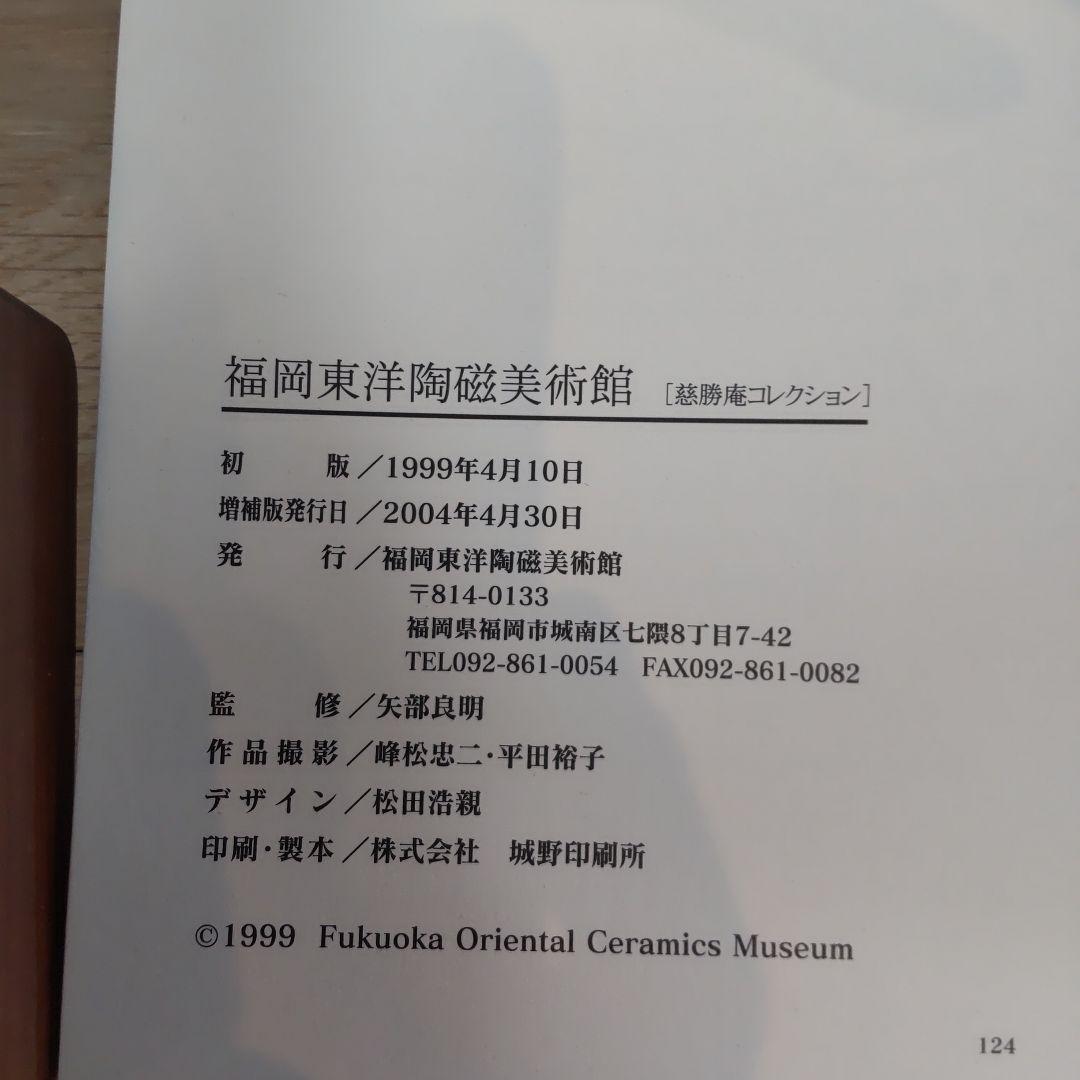 福岡東洋陶磁美術館 [慈勝庵コレクション]
初版／1999年4月10日
増補版発行日／2004年4月30日
発行／福岡東洋陶磁美術館
〒814-0133
福岡県福岡市城南区七隈8丁目7-42
TEL092-861-0054 FAX092-861-0082
監修／矢部良明
作品撮影／峰松忠二・平田裕子
デザイン／松田浩親
印刷・製本／株式会社 城野印刷所
©1999 Fukuoka Oriental Ceramics Museum
124